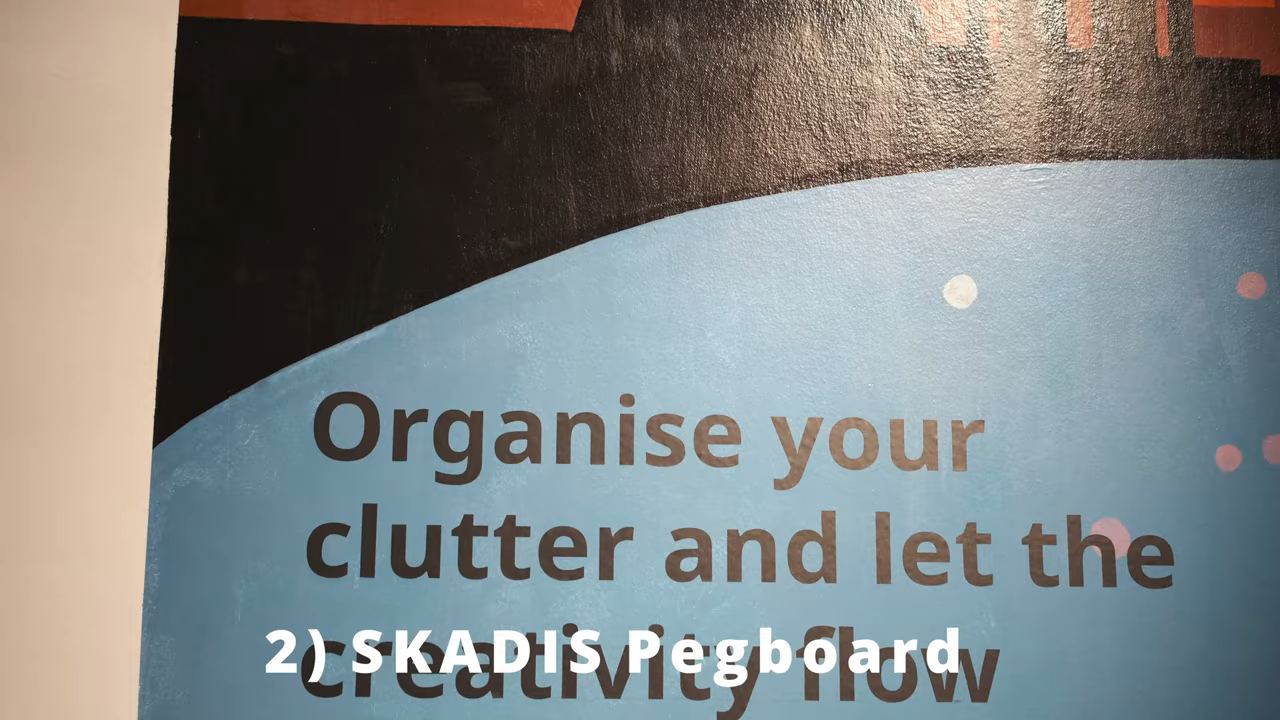 Organise your
clutter and let the
creativity flow
2) SKADIS Pegboard